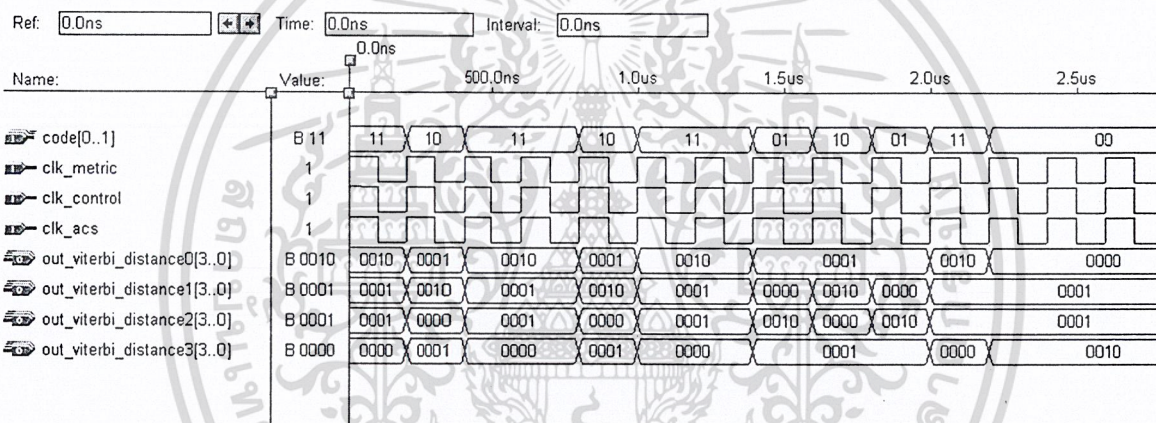 Ref: 0.0ns Time: 0.0ns Interval: 0.0ns
0.0ns
Name: Value: 500.0ns 1.0us 1.5us 2.0us 2.5us
code[0..1] B 11 11 10 11 10 11 01 10 01 11 00
clk_metric 1
clk_control 1
clk_acs 1
out_viterbi_distance0[3..0] B 0010 0010 0001 0010 0001 0010 0001 0010 0000
out_viterbi_distance1[3..0] B 0001 0001 0010 0001 0010 0001 0000 0010 0000 0001
out_viterbi_distance2[3..0] B 0001 0001 0000 0001 0000 0001 0010 0000 0010 0001
out_viterbi_distance3[3..0] B 0000 0000 0001 0000 0001 0000 0001 0000 0010